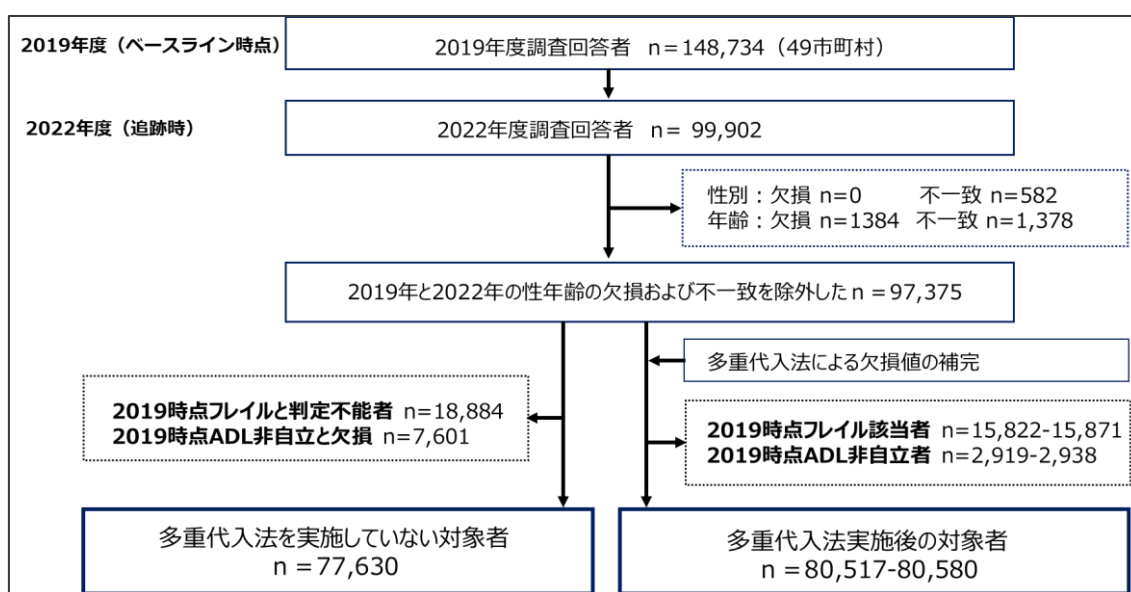 2019年度（ベースライン時点）
2019年度調査回答者 n＝148,734（49市町村）
2022年度（追跡時）
2022年度調査回答者 n＝ 99,902
性別：欠損 n=0 不一致 n=582
年齢：欠損 n=1384 不一致 n=1,378
2019年と2022年の性年齢の欠損および不一致を除外した n＝97,375
多重代入法による欠損値の補完
2019時点フレイルと判定不能者 n=18,884
2019時点ADL非自立と欠損 n=7,601
2019時点フレイル該当者 n=15,822-15,871
2019時点ADL非自立者 n=2,919-2,938
多重代入法を実施していない対象者
n＝77,630
多重代入法実施後の対象者
n＝80,517-80,580